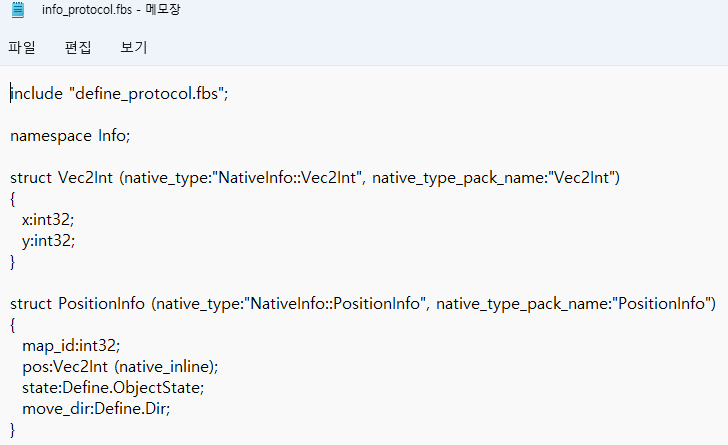 info_protocol.fbs - 메모장
파일 편집 보기
include "define_protocol.fbs";
namespace Info;
struct Vec2Int (native_type:"NativeInfo::Vec2Int", native_type_pack_name:"Vec2Int")
{
x:int32;
y:int32;
}
struct PositionInfo (native_type:"NativeInfo::PositionInfo", native_type_pack_name:"PositionInfo")
{
map_id:int32;
pos:Vec2Int (native_inline);
state:Define.ObjectState;
move_dir:Define.Dir;
}